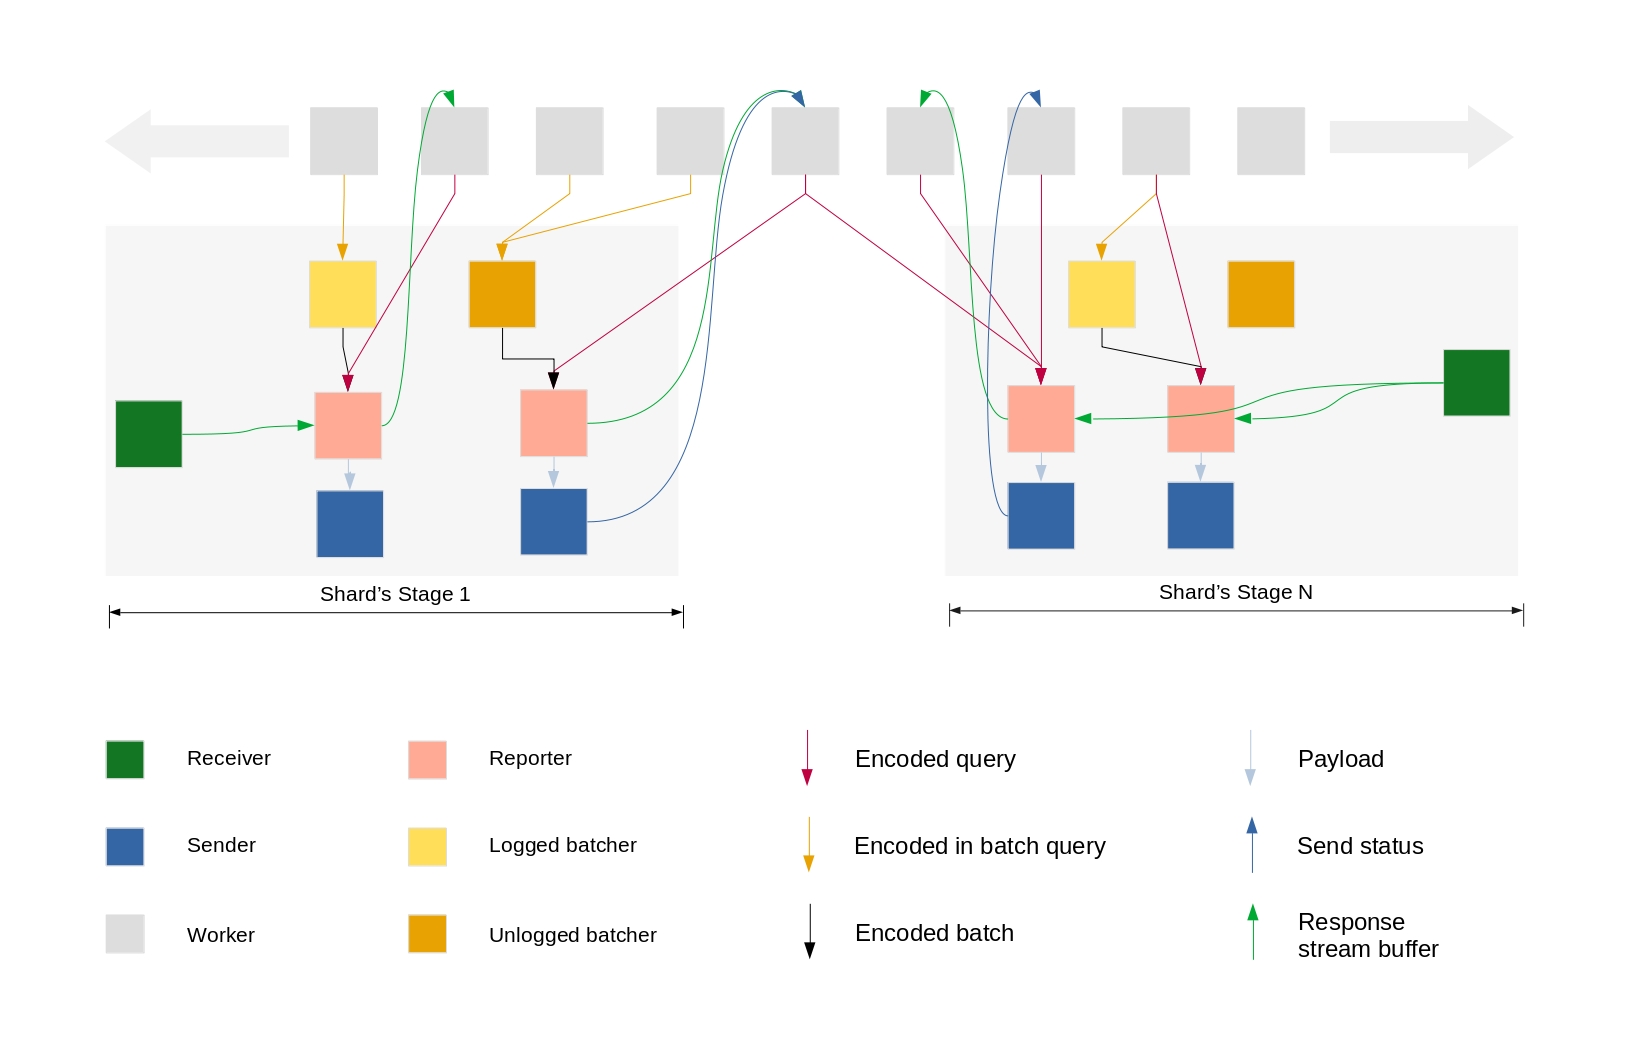 Shard’s Stage 1
Shard’s Stage N
Receiver
Reporter
Encoded query
Payload
Sender
Logged batcher
Encoded in batch query
Send status
Worker
Unlogged batcher
Encoded batch
Response
stream buffer